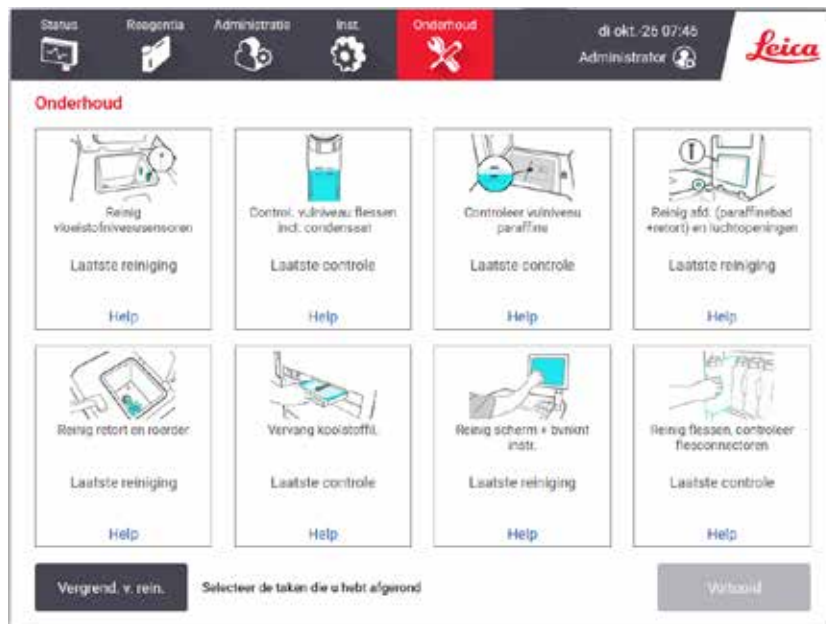 Status
Reagentia
Administratie
Inst.
Onderhoud
di okt.-26 07:46
Administrator
Leica
Onderhoud
Reinig
vloeistofniveausensoren
Laatste reiniging
Help
Control. vulniveau flessen
incl. condensaat
Laatste controle
Help
Controleer vulniveau
paraffine
Laatste controle
Help
Reinig afd. (paraffinebad
+retort) en luchtopeningen
Laatste reiniging
Help
Reinig retort en roerder
Laatste reiniging
Help
Vervang koolstoffil.
Laatste controle
Help
Reinig scherm + bvnknt
instr.
Laatste reiniging
Help
Reinig flessen, controleer
flesconnectoren
Laatste controle
Help
Vergrend. v. rein.
Selecteer de taken die u hebt afgerond
Voltooid